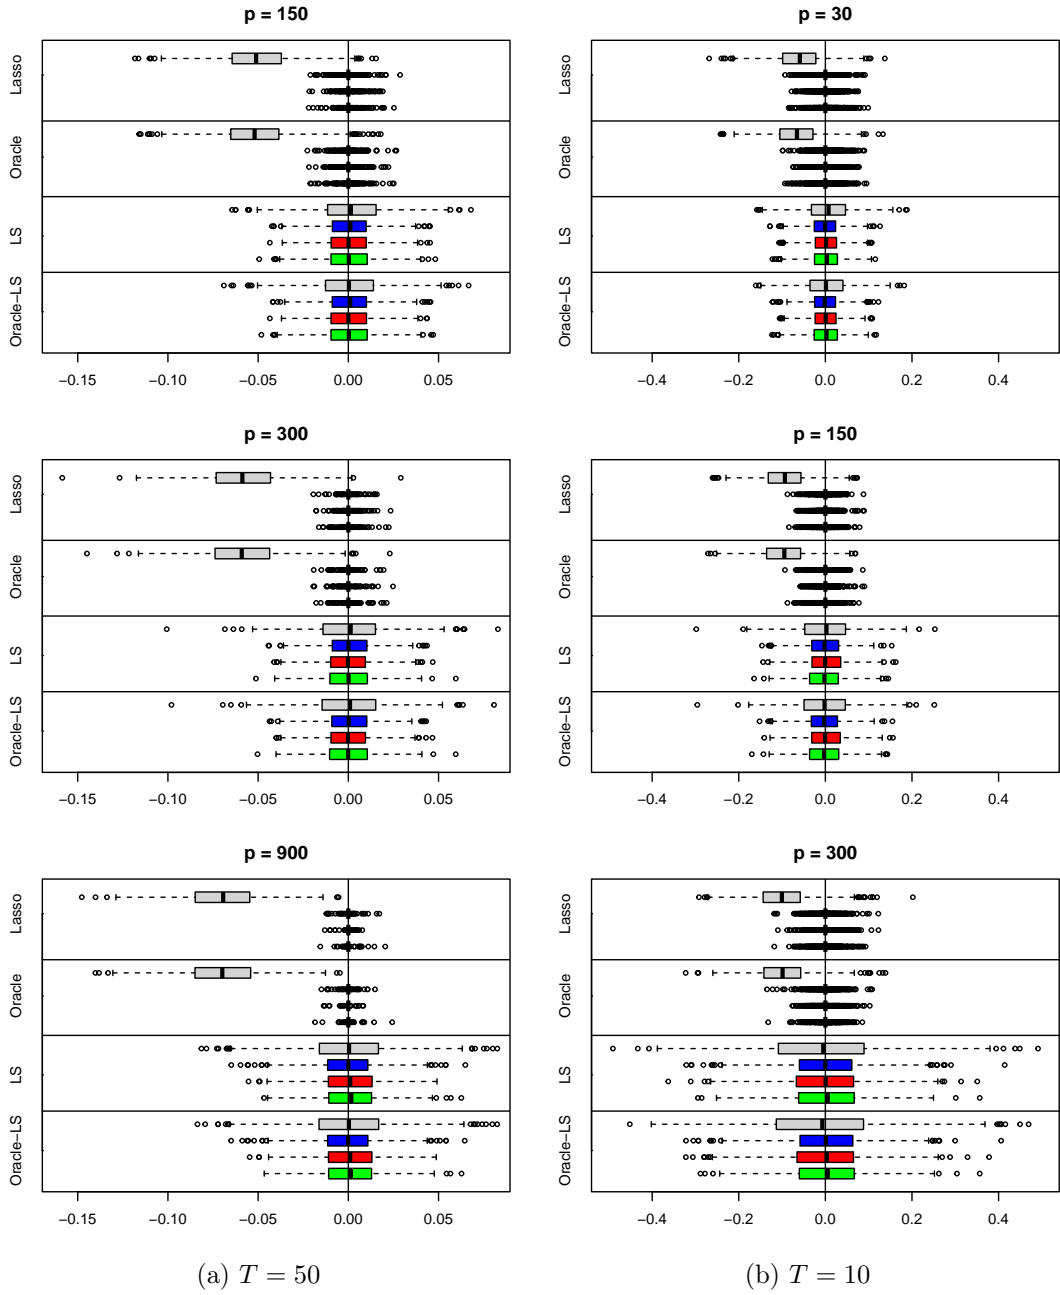 p = 150
Lasso
Oracle
LS
Oracle−LS
−0.15 −0.10 −0.05 0.00 0.05
p = 300
Lasso
Oracle
LS
Oracle−LS
−0.15 −0.10 −0.05 0.00 0.05
p = 900
Lasso
Oracle
LS
Oracle−LS
−0.15 −0.10 −0.05 0.00 0.05
(a) T = 50
p = 30
Lasso
Oracle
LS
Oracle−LS
−0.4 −0.2 0.0 0.2 0.4
p = 150
Lasso
Oracle
LS
Oracle−LS
−0.4 −0.2 0.0 0.2 0.4
p = 300
Lasso
Oracle
LS
Oracle−LS
−0.4 −0.2 0.0 0.2 0.4
(b) T = 10